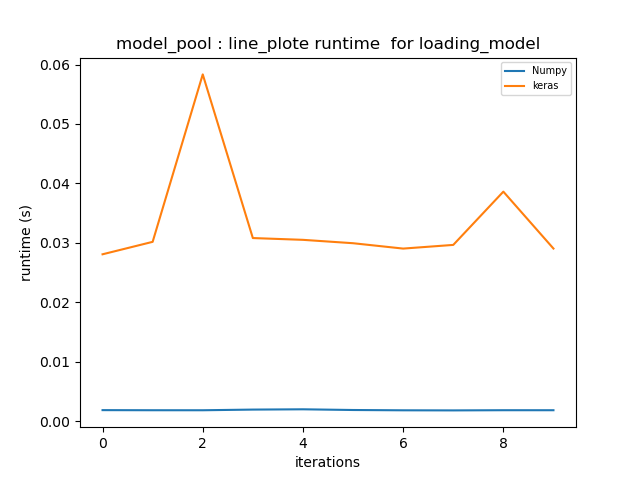 model_pool : line_plote runtime  for loading_model
Numpy
keras
0.06
0.05
0.04
0.03
0.02
0.01
0.00
runtime (s)
0 2 4 6 8
iterations